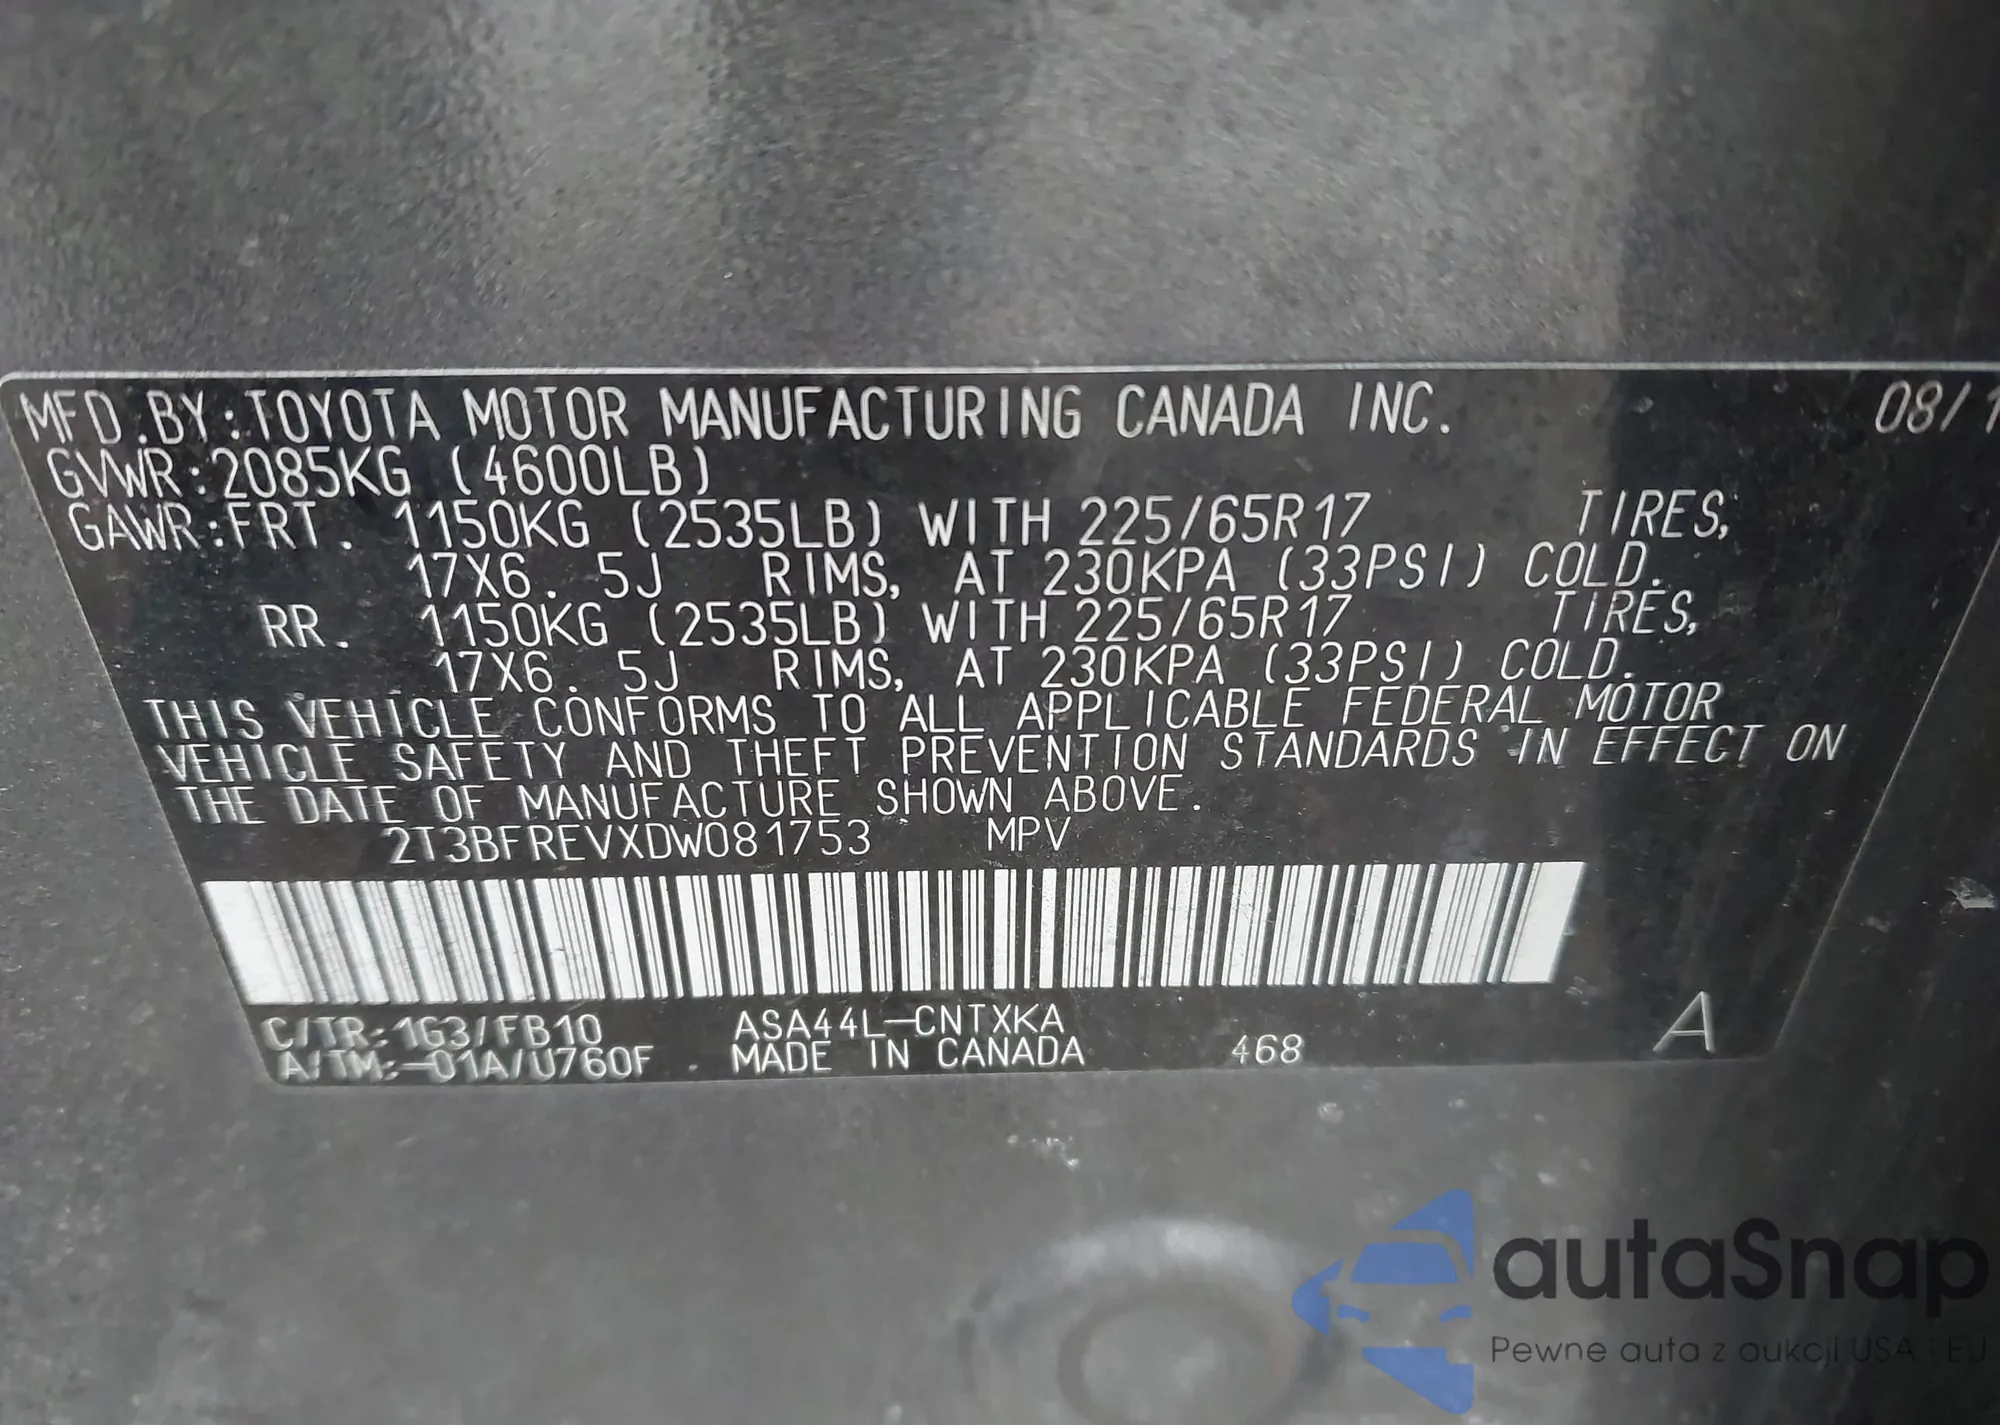 MFD.BY:TOYOTA MOTOR MANUFACTURING CANADA INC. 08/1
GVWR:2085KG (4600LB)
GAWR:FRT. 1150KG (2535LB) WITH 225/65R17 TIRES,
17X6.5J RIMS, AT 230KPA (33PSI) COLD.
RR. 1150KG (2535LB) WITH 225/65R17 TIRES,
17X6.5J RIMS, AT 230KPA (33PSI) COLD.
THIS VEHICLE CONFORMS TO ALL APPLICABLE FEDERAL MOTOR
VEHICLE SAFETY AND THEFT PREVENTION STANDARDS IN EFFECT ON
THE DATE OF MANUFACTURE SHOWN ABOVE.
2T3BFREVXDW081753 MPV
C/TR:1G3/FB10 ASA44L-CNTXKA
A/TM:-01A/U760F MADE IN CANADA 468 A
autaSnap
Pewne auta z aukcji USA i EU